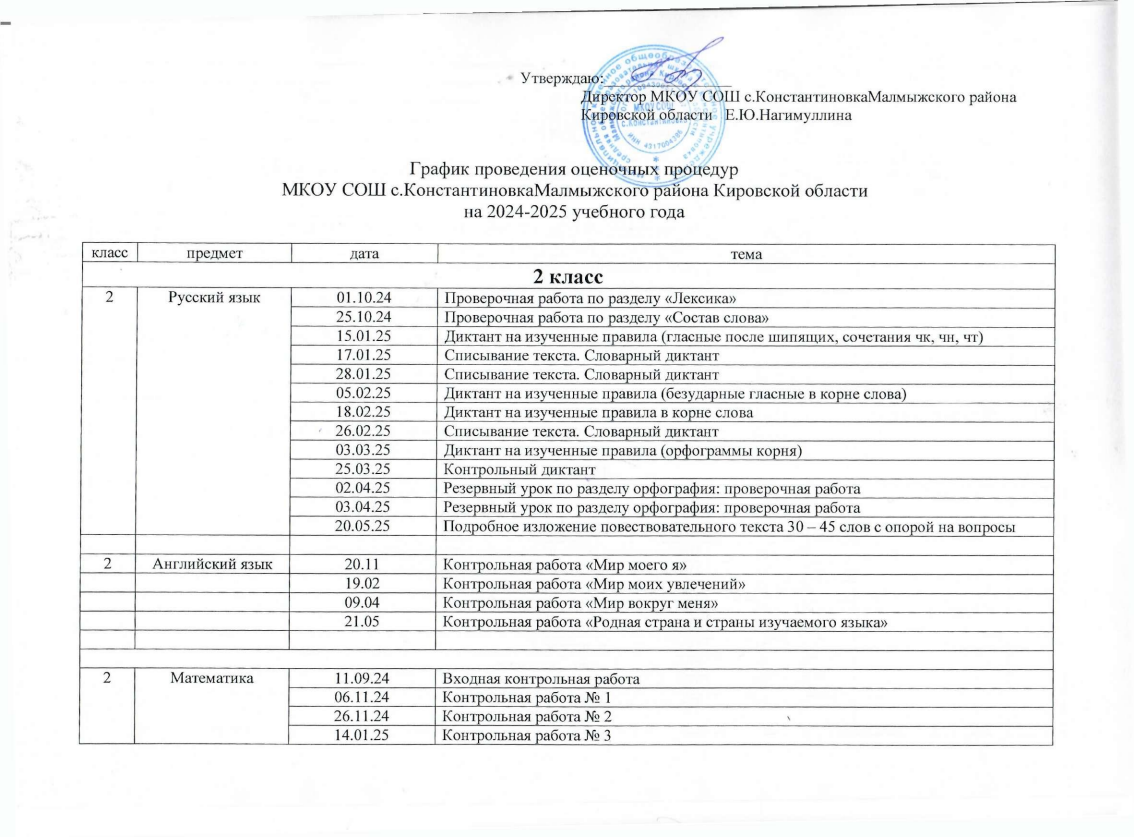 Утверждаю:
Директор МКОУ СОШ с.КонстантиновкаМалмыжского района
Кировской области Е.Ю.Нагимуллина
МКОУ СОШ
с.Константиновка
ИНН 4317004386
График проведения оценочных процедур
МКОУ СОШ с.КонстантиновкаМалмыжского района Кировской области
на 2024-2025 учебного года
класс предмет дата тема
2 класс
2 Русский язык 01.10.24 Проверочная работа по разделу «Лексика»
25.10.24 Проверочная работа по разделу «Состав слова»
15.01.25 Диктант на изученные правила (гласные после шипящих, сочетания чк, чн, чт)
17.01.25 Списывание текста. Словарный диктант
28.01.25 Списывание текста. Словарный диктант
05.02.25 Диктант на изученные правила (безударные гласные в корне слова)
18.02.25 Диктант на изученные правила в корне слова
26.02.25 Списывание текста. Словарный диктант
03.03.25 Диктант на изученные правила (орфограммы корня)
25.03.25 Контрольный диктант
02.04.25 Резервный урок по разделу орфография: проверочная работа
03.04.25 Резервный урок по разделу орфография: проверочная работа
20.05.25 Подробное изложение повествовательного текста 30 – 45 слов с опорой на вопросы
2 Английский язык 20.11 Контрольная работа «Мир моего я»
19.02 Контрольная работа «Мир моих увлечений»
09.04 Контрольная работа «Мир вокруг меня»
21.05 Контрольная работа «Родная страна и страны изучаемого языка»
2 Математика 11.09.24 Входная контрольная работа
06.11.24 Контрольная работа № 1
26.11.24 Контрольная работа № 2
14.01.25 Контрольная работа № 3